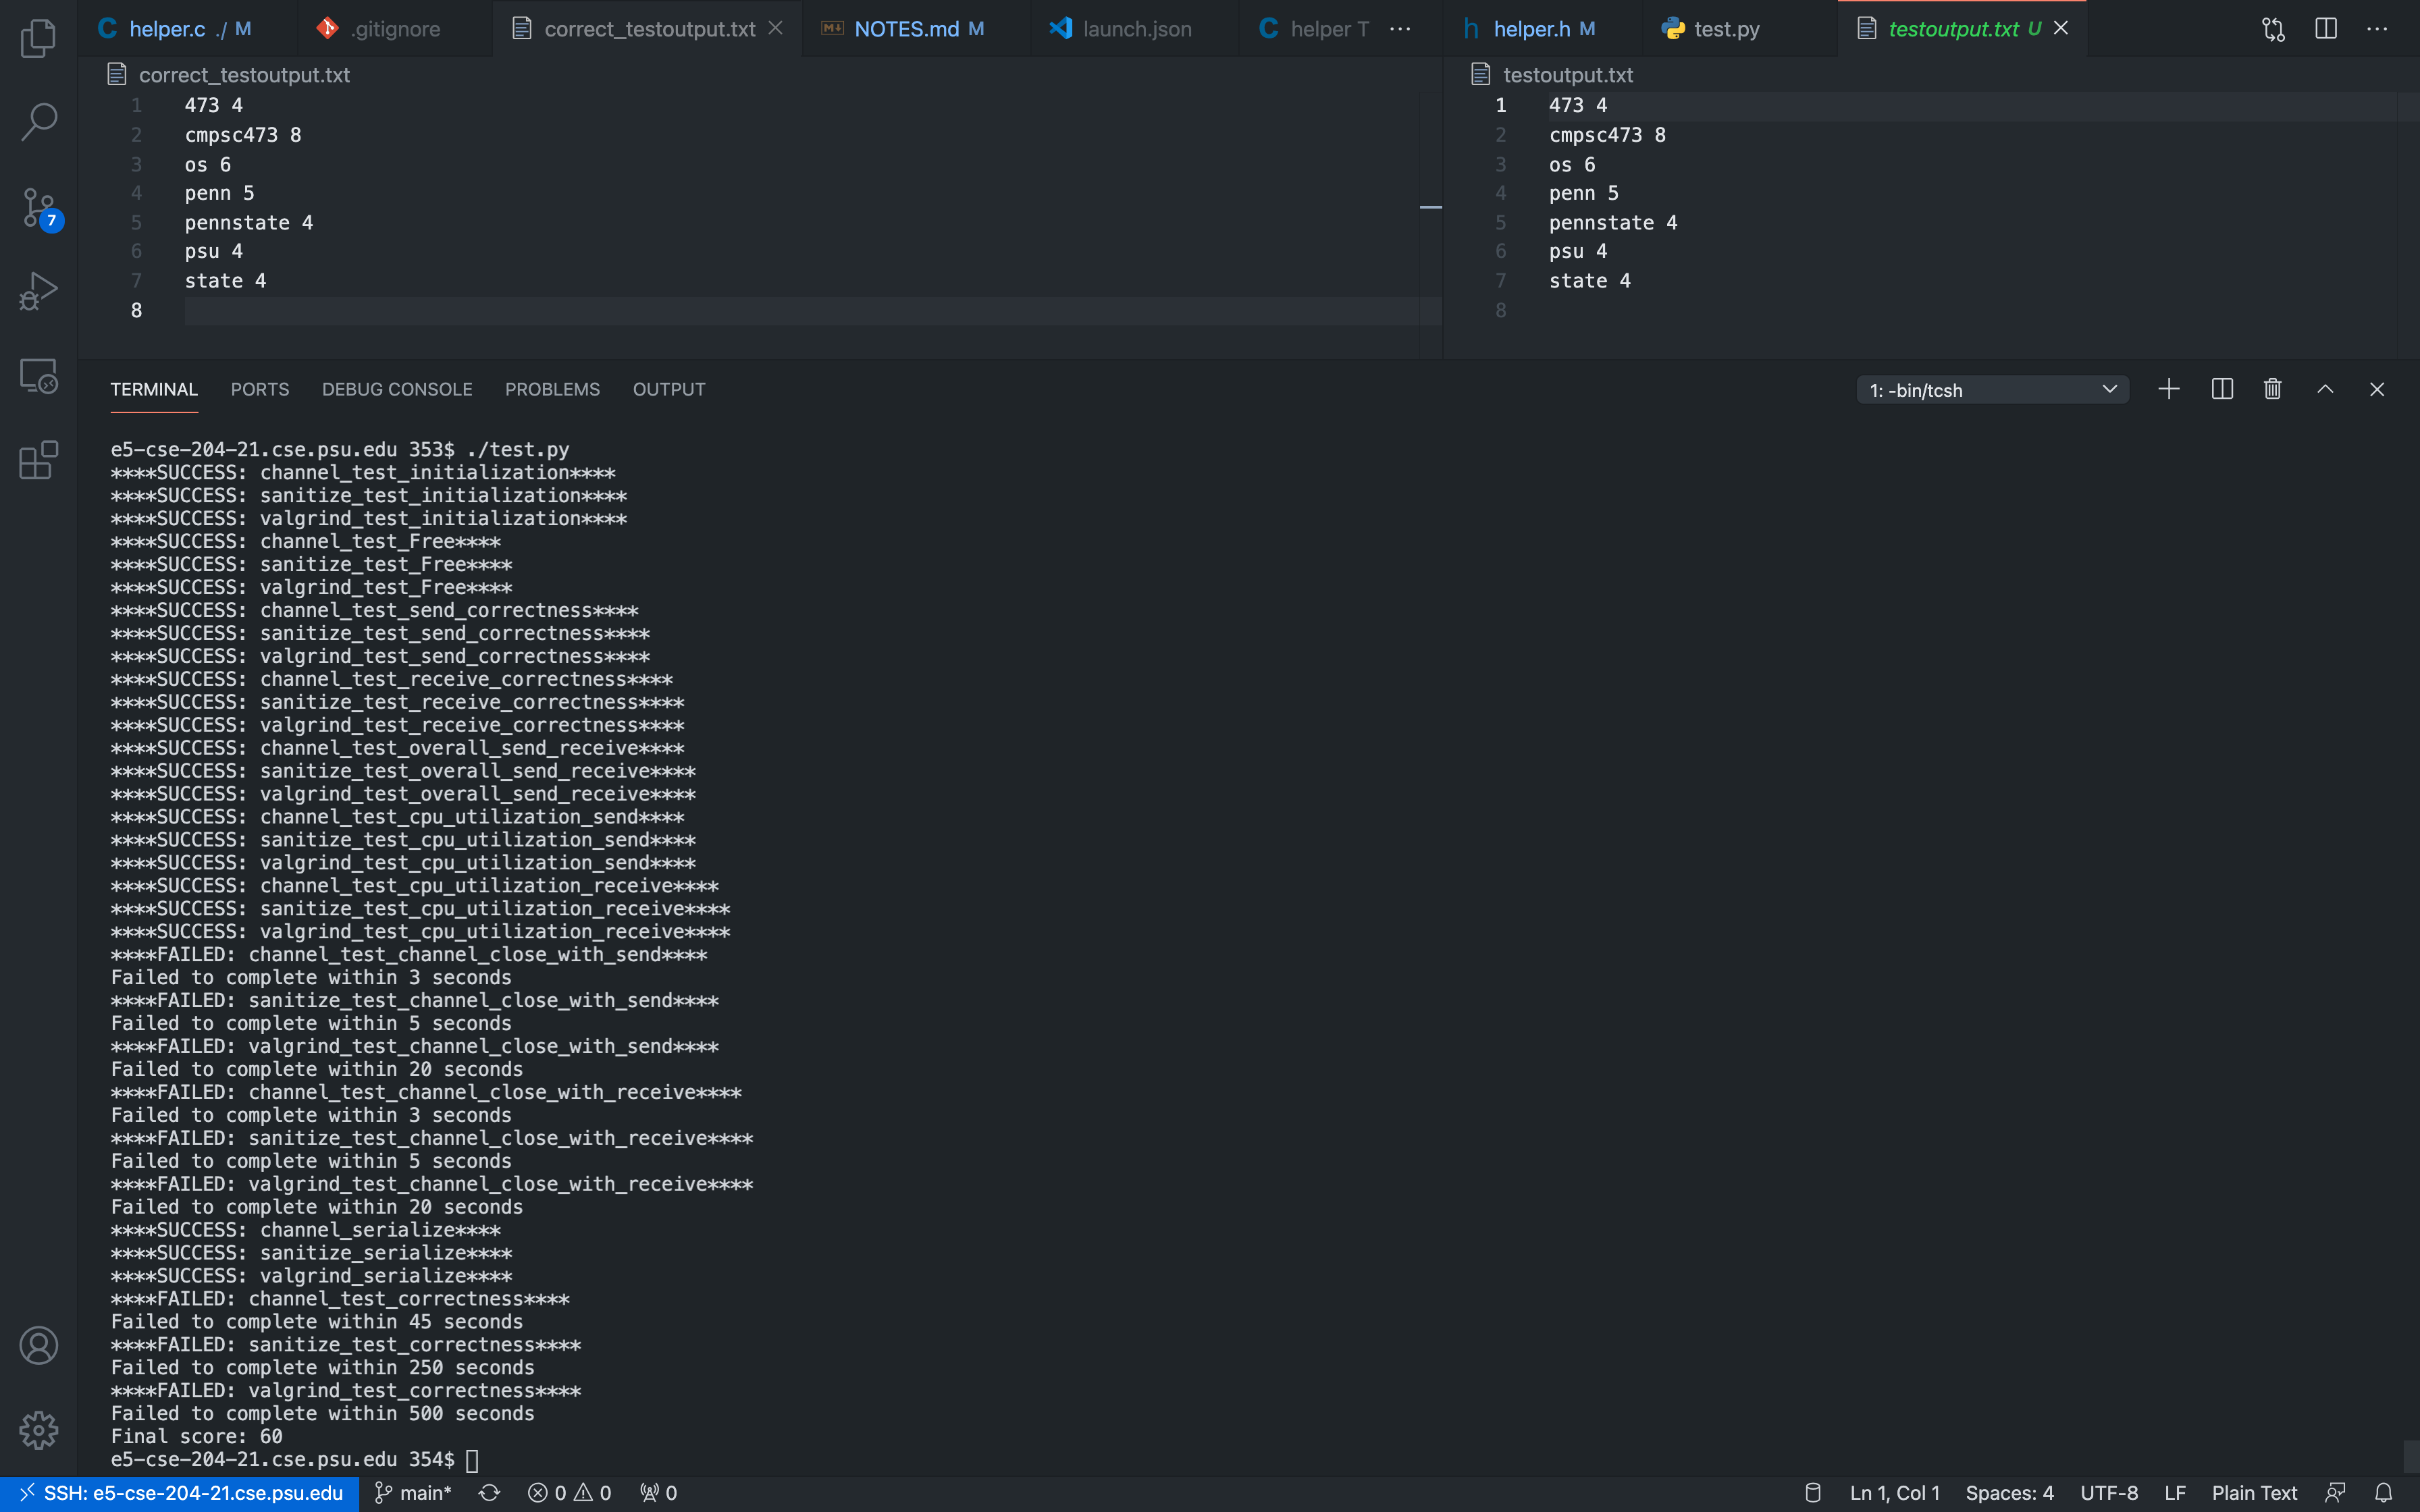 helper.c ./ M
.gitignore
correct_testoutput.txt
NOTES.md M
launch.json
helper T
helper.h M
test.py
testoutput.txt U
correct_testoutput.txt
1 473 4
2 cmpsc473 8
3 os 6
4 penn 5
5 pennstate 4
6 psu 4
7 state 4
8
testoutput.txt
1 473 4
2 cmpsc473 8
3 os 6
4 penn 5
5 pennstate 4
6 psu 4
7 state 4
8
7
TERMINAL PORTS DEBUG CONSOLE PROBLEMS OUTPUT
1: -bin/tcsh
e5-cse-204-21.cse.psu.edu 353$ ./test.py
****SUCCESS: channel_test_initialization****
****SUCCESS: sanitize_test_initialization****
****SUCCESS: valgrind_test_initialization****
****SUCCESS: channel_test_Free****
****SUCCESS: sanitize_test_Free****
****SUCCESS: valgrind_test_Free****
****SUCCESS: channel_test_send_correctness****
****SUCCESS: sanitize_test_send_correctness****
****SUCCESS: valgrind_test_send_correctness****
****SUCCESS: channel_test_receive_correctness****
****SUCCESS: sanitize_test_receive_correctness****
****SUCCESS: valgrind_test_receive_correctness****
****SUCCESS: channel_test_overall_send_receive****
****SUCCESS: sanitize_test_overall_send_receive****
****SUCCESS: valgrind_test_overall_send_receive****
****SUCCESS: channel_test_cpu_utilization_send****
****SUCCESS: sanitize_test_cpu_utilization_send****
****SUCCESS: valgrind_test_cpu_utilization_send****
****SUCCESS: channel_test_cpu_utilization_receive****
****SUCCESS: sanitize_test_cpu_utilization_receive****
****SUCCESS: valgrind_test_cpu_utilization_receive****
****FAILED: channel_test_channel_close_with_send****
Failed to complete within 3 seconds
****FAILED: sanitize_test_channel_close_with_send****
Failed to complete within 5 seconds
****FAILED: valgrind_test_channel_close_with_send****
Failed to complete within 20 seconds
****FAILED: channel_test_channel_close_with_receive****
Failed to complete within 3 seconds
****FAILED: sanitize_test_channel_close_with_receive****
Failed to complete within 5 seconds
****FAILED: valgrind_test_channel_close_with_receive****
Failed to complete within 20 seconds
****SUCCESS: channel_serialize****
****SUCCESS: sanitize_serialize****
****SUCCESS: valgrind_serialize****
****FAILED: channel_test_correctness****
Failed to complete within 45 seconds
****FAILED: sanitize_test_correctness****
Failed to complete within 250 seconds
****FAILED: valgrind_test_correctness****
Failed to complete within 500 seconds
Final score: 60
e5-cse-204-21.cse.psu.edu 354$
SSH: e5-cse-204-21.cse.psu.edu main* 0 0 0 Ln 1, Col 1 Spaces: 4 UTF-8 LF Plain Text